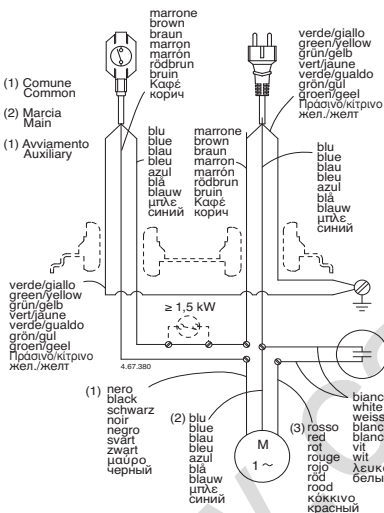 marrone
brown
braun
marron
marrón
rödbrun
bruin
Καφέ
корич
verde/giallo
green/yellow
grün/gelb
vert/jaune
verde/gualdo
grön/gul
groen/geel
Πράσινο/κίτρινο
жел./желт
(1) Comune
Common
(2) Marcia
Main
(1) Avviamento
Auxiliary
blu
blue
blau
bleu
azul
blå
blauw
μπλε
синий
marrone
brown
braun
marron
marrón
rödbrun
bruin
Καφέ
корич
blu
blue
blau
bleu
azul
blå
blauw
μπλε
синий
verde/giallo
green/yellow
grün/gelb
vert/jaune
verde/gualdo
grön/gul
groen/geel
Πράσινο/κίτρινο
жел./желт
≥ 1,5 kW
4.67.380
(1) nero
black
schwarz
noir
negro
svart
zwart
μαύρο
черный
(2) blu
blue
blau
bleu
azul
blå
blauw
μπλε
синий
M
1 ~
(3) rosso
red
rot
rouge
rojo
röd
rood
κόκκινο
красный
bianc
white
weiss
blanc
blanc
vit
wit
λευκ
белы